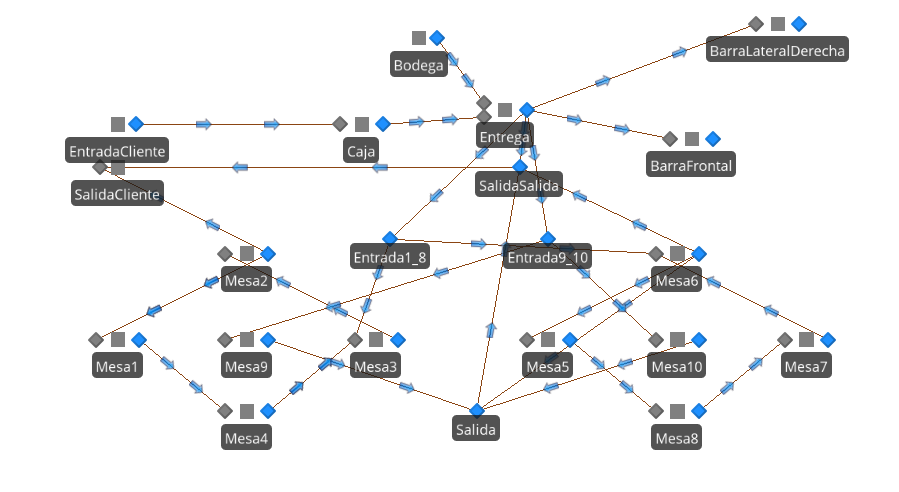 BarraLateralDerecha
Bodega
Entrega
EntradaCliente
Caja
BarraFrontal
SalidaCliente
SalidaSalida
Entrada1_8
Entrada9_10
Mesa2
Mesa6
Mesa1
Mesa9
Mesa3
Mesa5
Mesa10
Mesa7
Mesa4
Salida
Mesa8